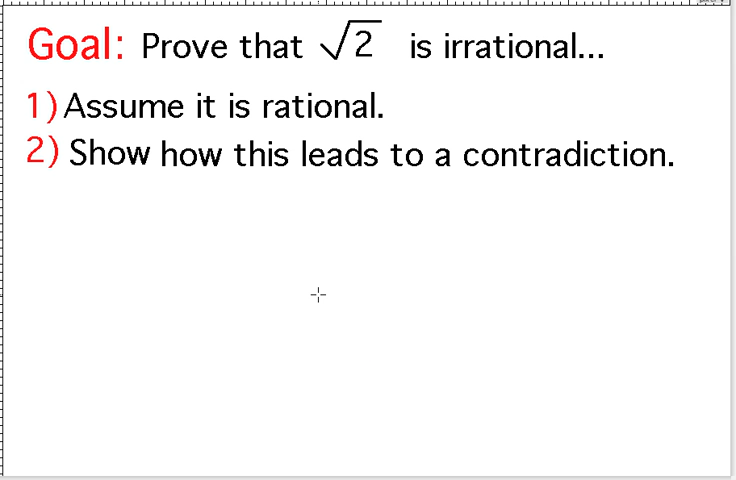 Goal: Prove that √2 is irrational...
1) Assume it is rational.
2) Show how this leads to a contradiction.